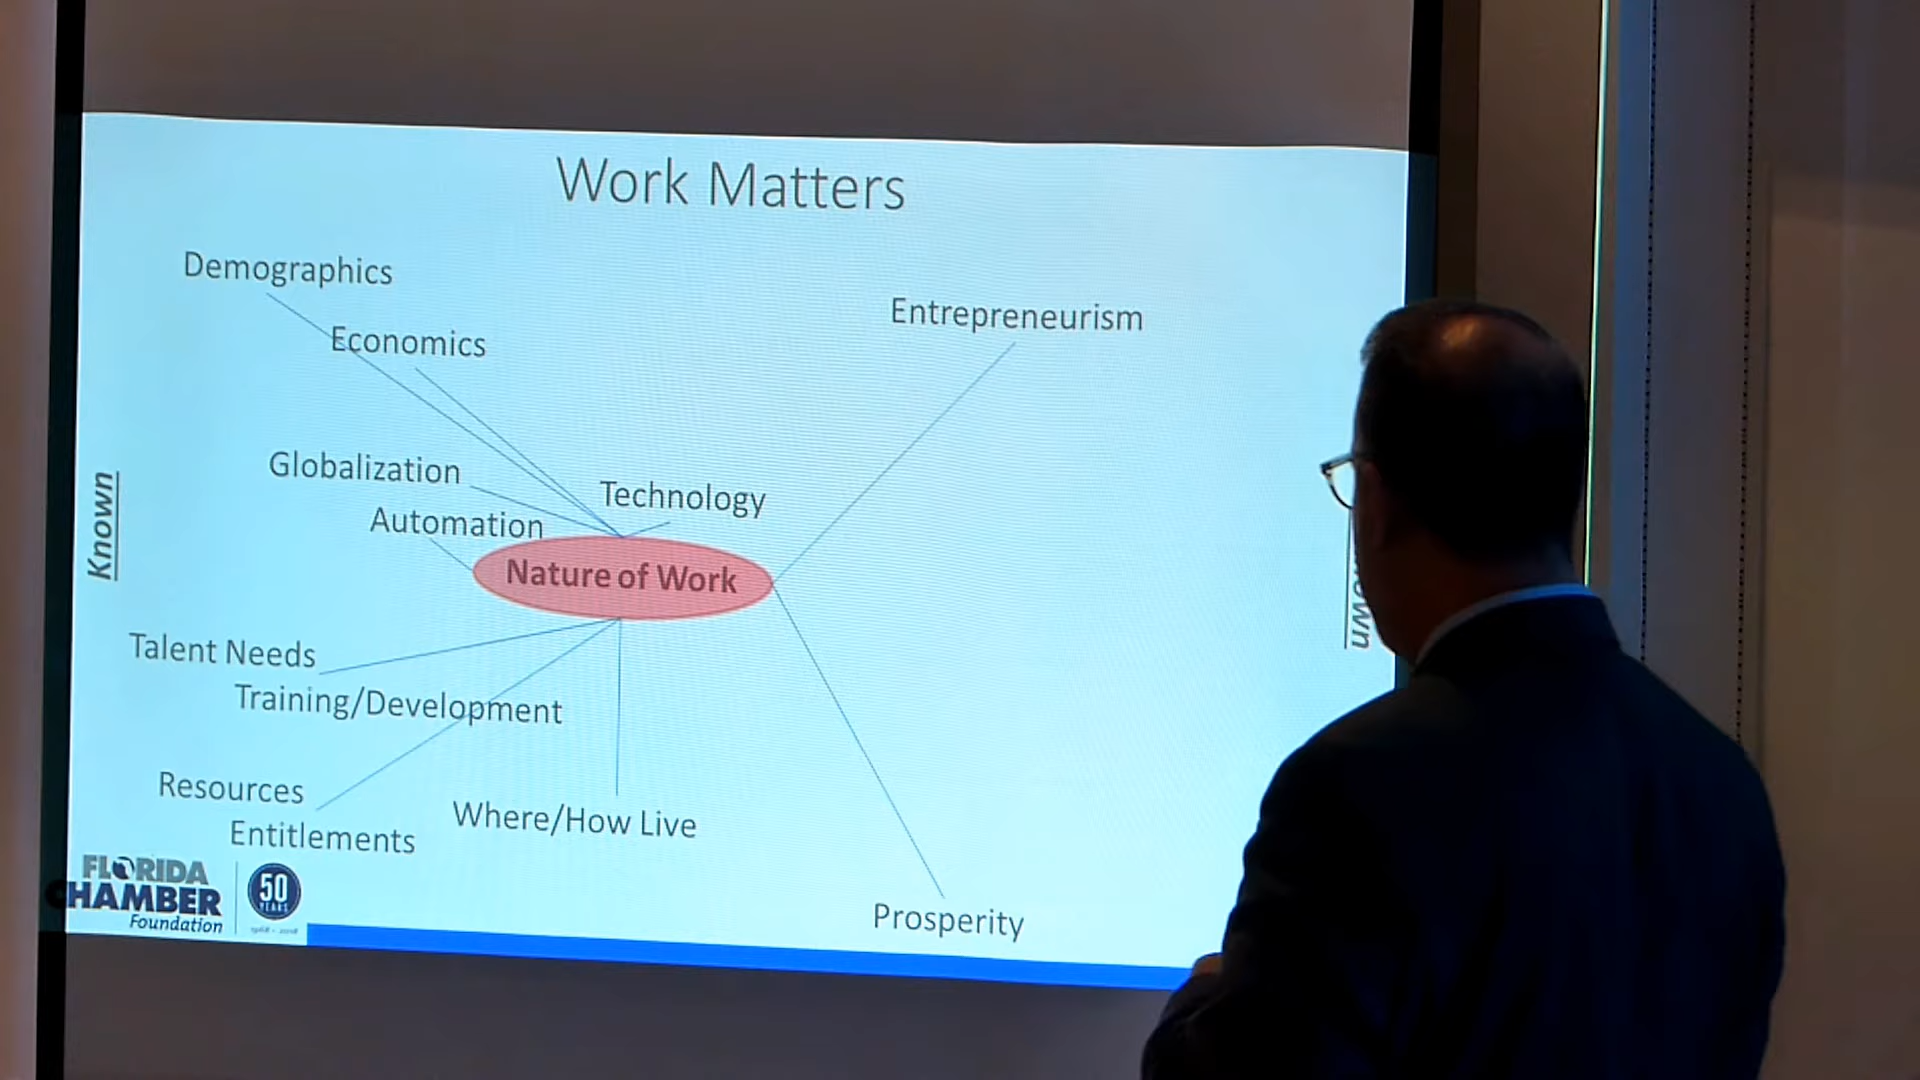 Work Matters
Demographics
Entrepreneurism
Economics
Globalization
Technology
Automation
Known
Nature of Work
Talent Needs
Training/Development
Resources
Where/How Live
Entitlements
FLORIDA
CHAMBER
Foundation
50
YEARS
Prosperity